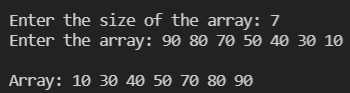 Enter the size of the array: 7
Enter the array: 90 80 70 50 40 30 10
Array: 10 30 40 50 70 80 90